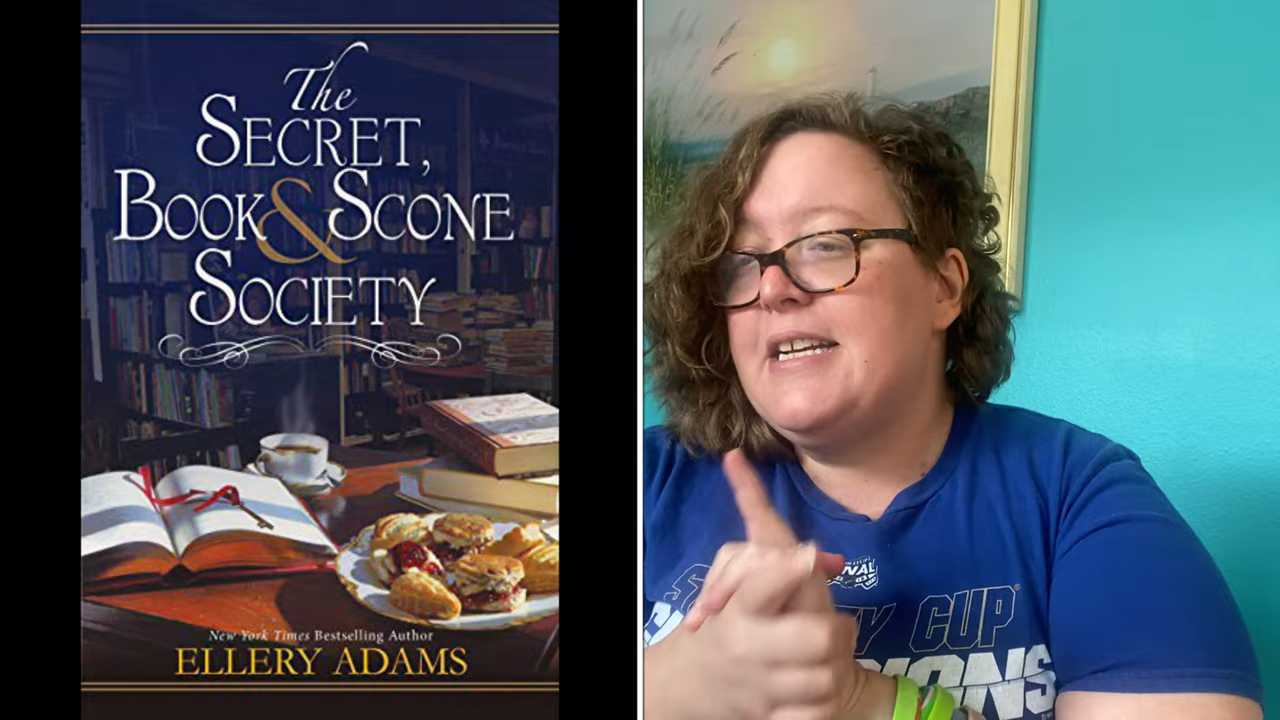 The
SECRET,
BOOK & SCONE
SOCIETY
New York Times Bestselling Author
ELLERY ADAMS
CUP